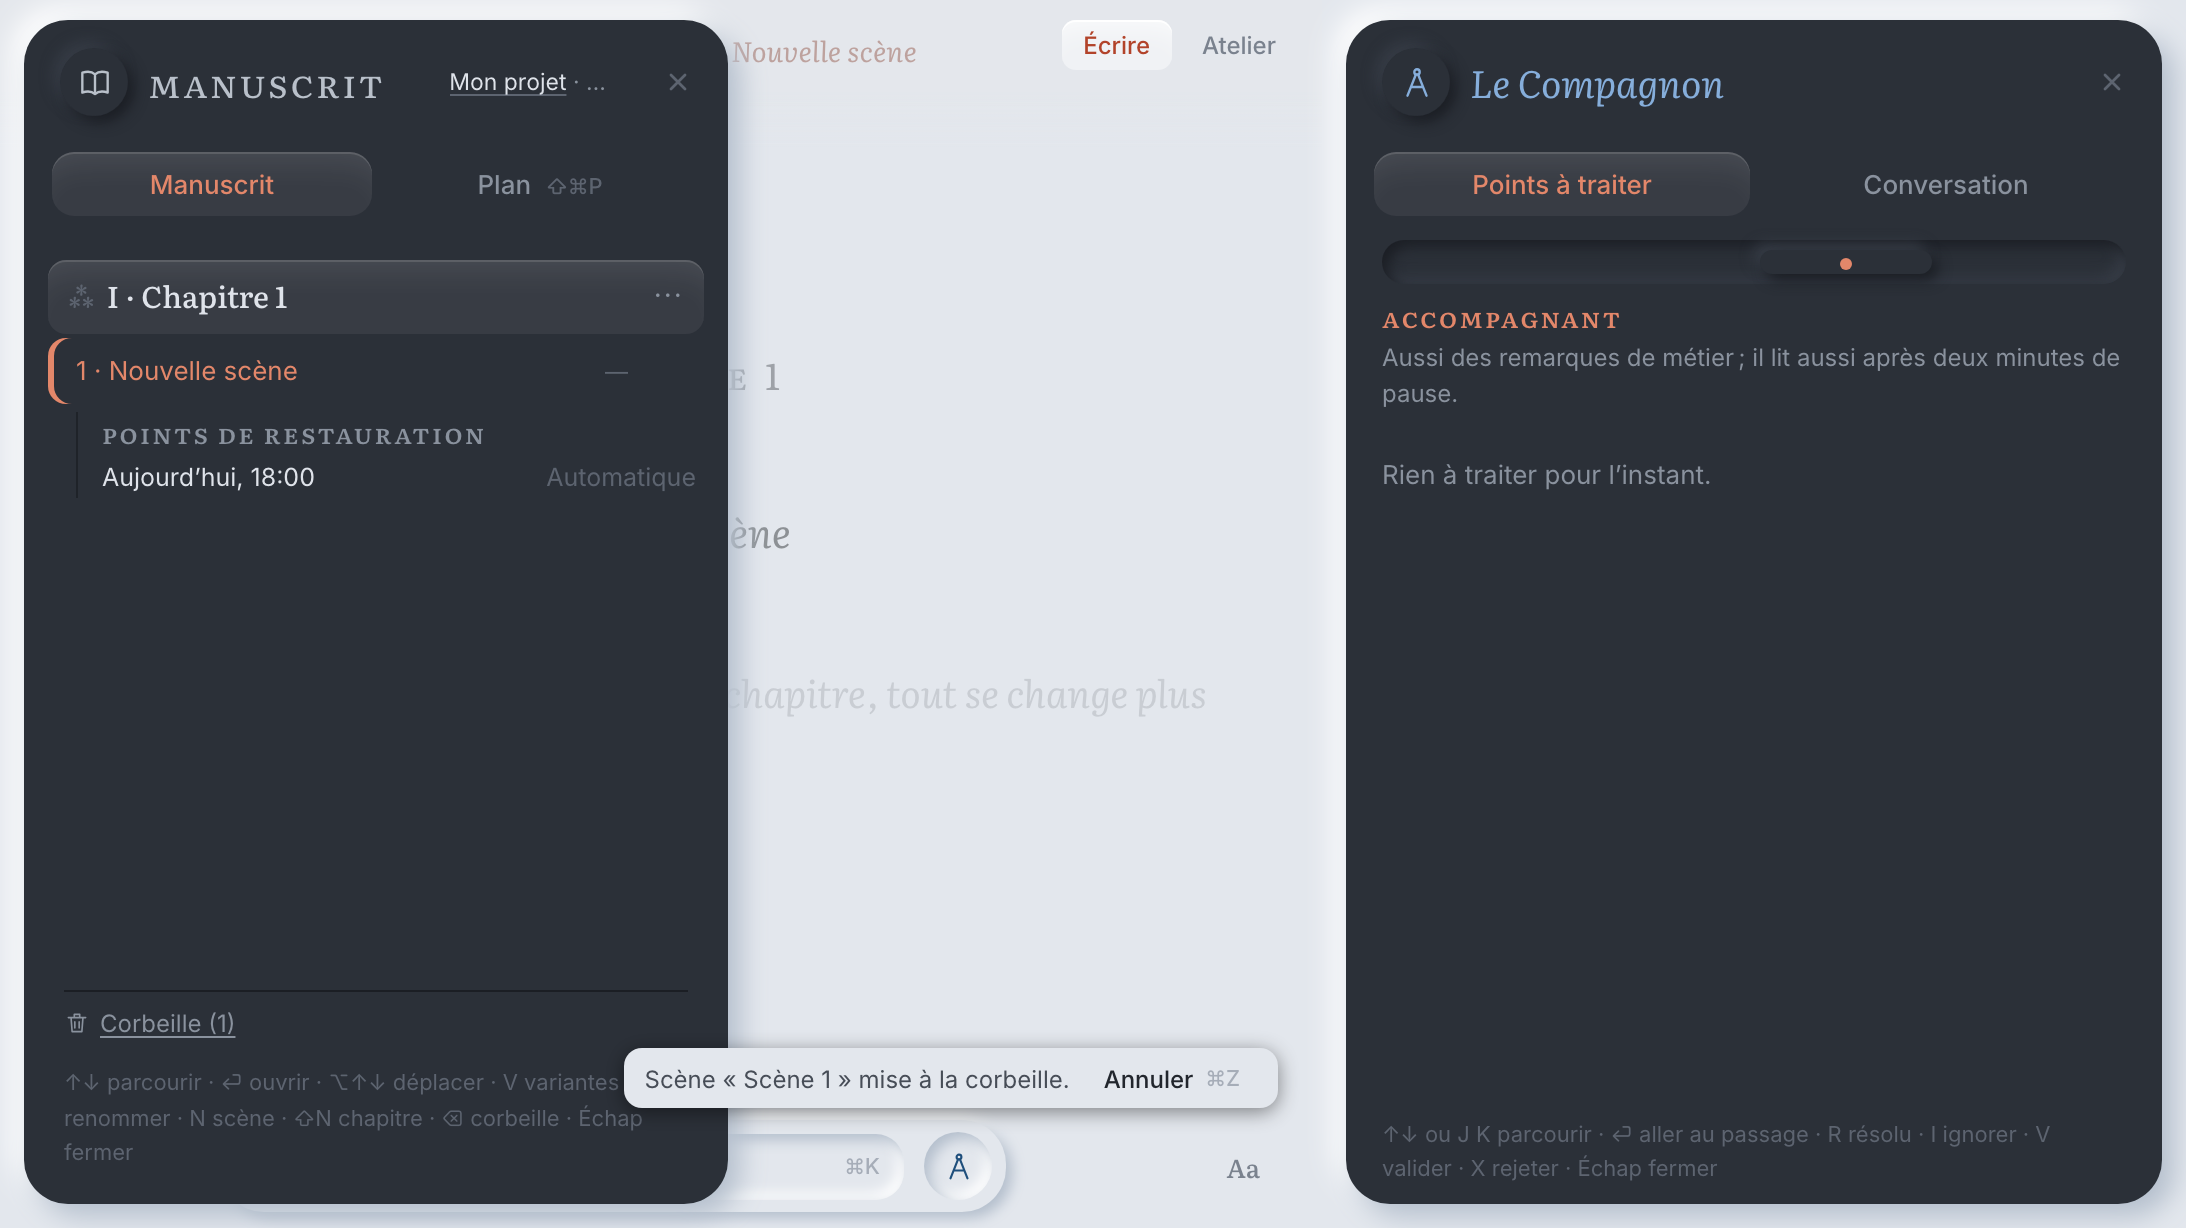 MANUSCRIT
Mon projet · …
Manuscrit
Plan ⇧⌘P
I · Chapitre 1
1 · Nouvelle scène —
POINTS DE RESTAURATION
Aujourd’hui, 18:00 Automatique
Corbeille (1)
↑↓ parcourir · ⏎ ouvrir · ⌥↑↓ déplacer · V variantes
renommer · N scène · ⇧N chapitre · ⌫ corbeille · Échap
fermer
Nouvelle scène
Écrire
Atelier
E 1
ène
chapitre, tout se change plus
Scène « Scène 1 » mise à la corbeille. Annuler ⌘Z
⌘K
Aa
Le Compagnon
Points à traiter
Conversation
ACCOMPAGNANT
Aussi des remarques de métier ; il lit aussi après deux minutes de
pause.
Rien à traiter pour l’instant.
↑↓ ou J K parcourir · ⏎ aller au passage · R résolu · I ignorer · V
valider · X rejeter · Échap fermer